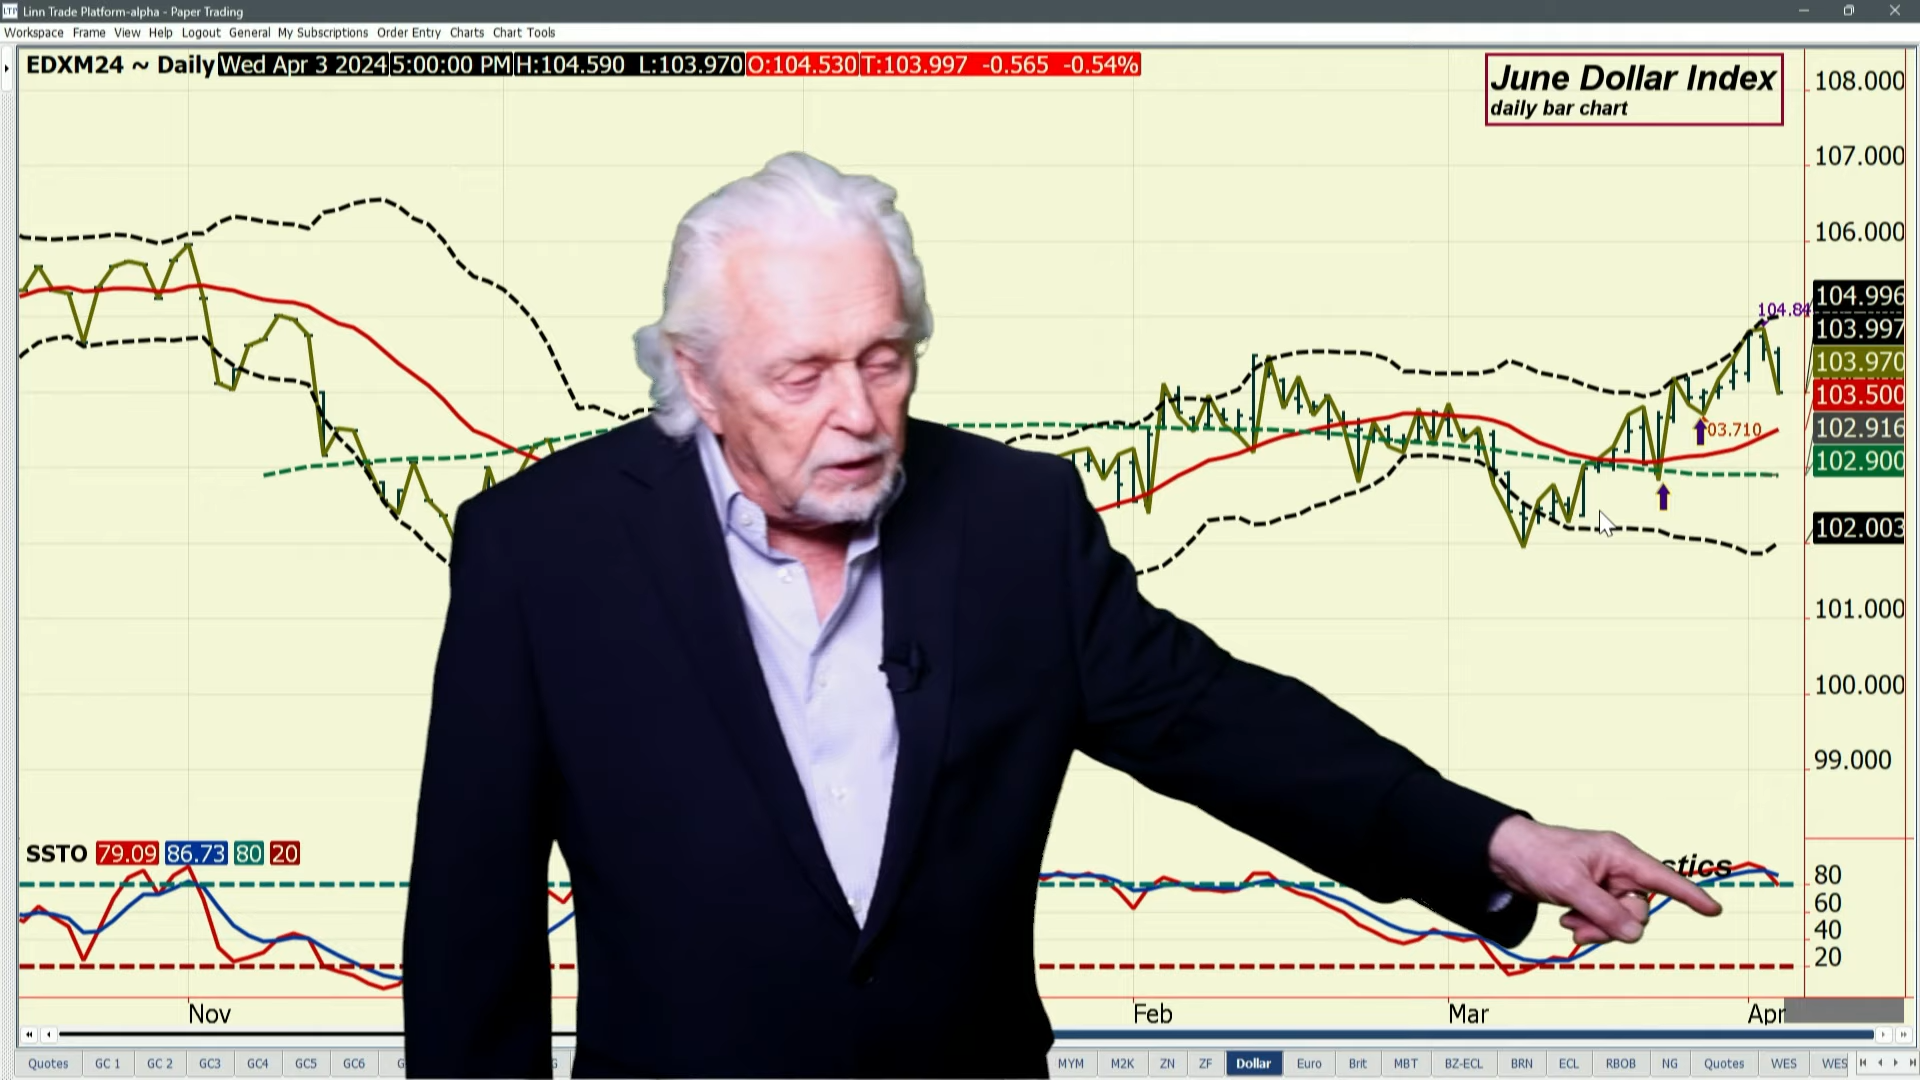 Linn Trade Platform-alpha - Paper Trading
Workspace Frame View Help Logout General My Subscriptions Order Entry Charts Chart Tools
EDXM24 ~ Daily Wed Apr 3 2024 5:00:00 PM H:104.590 L:103.970 O:104.530 T:103.997 -0.565 -0.54%
June Dollar Index
daily bar chart
108.000
107.000
106.000
104.996
104.84
103.997
103.970
103.500
102.916
03.710
102.900
102.003
101.000
100.000
99.000
SSTO 79.09 86.73 80 20
stics
80
60
40
20
Nov Feb Mar Apr
Quotes GC 1 GC 2 GC3 GC4 GC5 GC6 MYM M2K ZN ZF Dollar Euro Brit MBT BZ-ECL BRN ECL RBOB NG Quotes WES WES